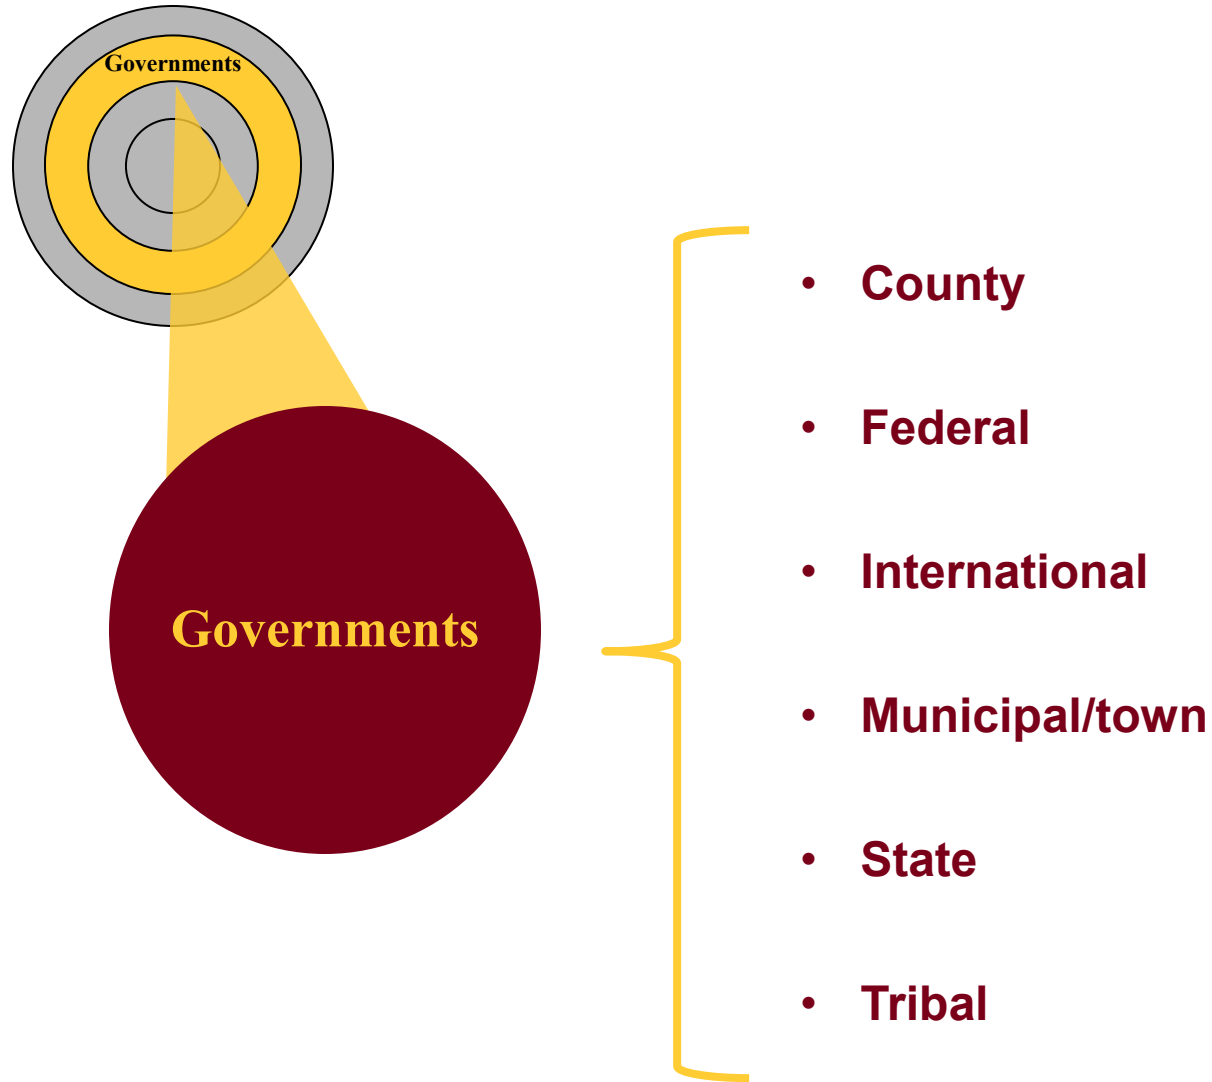 Governments
Governments
• County
• Federal
• International
• Municipal/town
• State
• Tribal